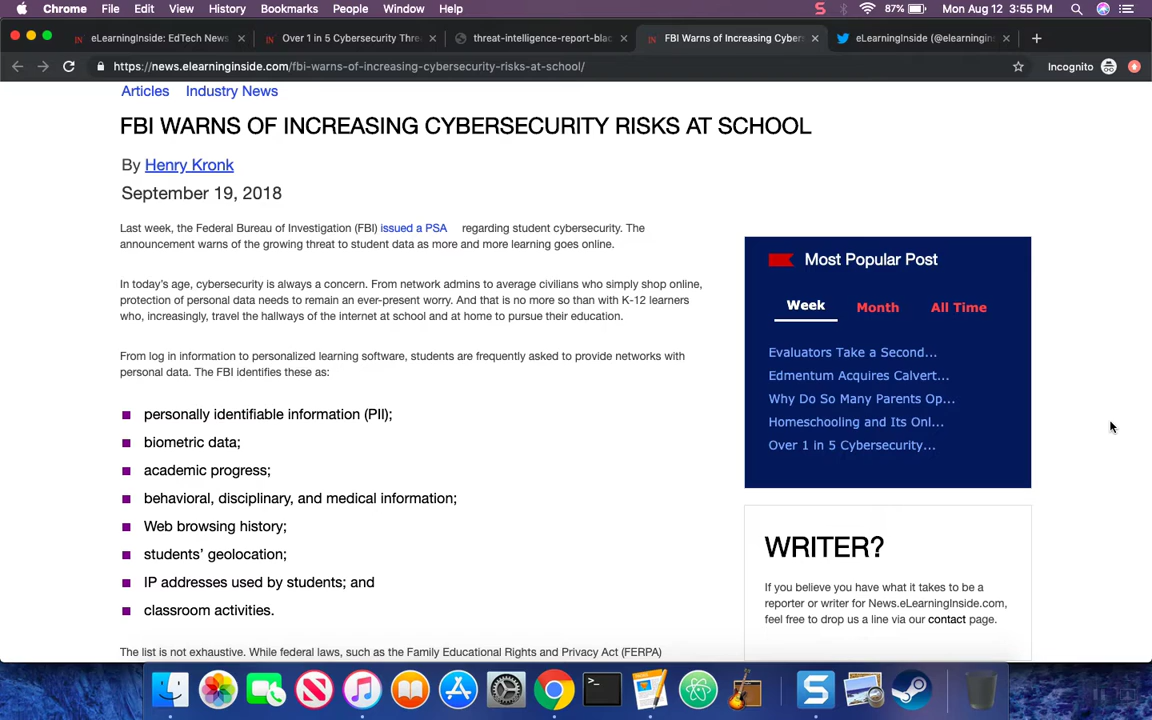 Chrome File Edit View History Bookmarks People Window Help 87% Mon Aug 12 3:55 PM
eLearningInside: EdTech News Over 1 in 5 Cybersecurity Thre threat-intelligence-report-blac FBI Warns of Increasing Cyber eLearningInside (@elearningin
https://news.elearninginside.com/fbi-warns-of-increasing-cybersecurity-risks-at-school/ Incognito
Articles Industry News
FBI WARNS OF INCREASING CYBERSECURITY RISKS AT SCHOOL
By Henry Kronk
September 19, 2018
Last week, the Federal Bureau of Investigation (FBI) issued a PSA regarding student cybersecurity. The
announcement warns of the growing threat to student data as more and more learning goes online.
In today's age, cybersecurity is always a concern. From network admins to average civilians who simply shop online,
protection of personal data needs to remain an ever-present worry. And that is no more so than with K-12 learners
who, increasingly, travel the hallways of the internet at school and at home to pursue their education.
From log in information to personalized learning software, students are frequently asked to provide networks with
personal data. The FBI identifies these as:
personally identifiable information (PII);
biometric data;
academic progress;
behavioral, disciplinary, and medical information;
Web browsing history;
students' geolocation;
IP addresses used by students; and
classroom activities.
The list is not exhaustive. While federal laws, such as the Family Educational Rights and Privacy Act (FERPA)
Most Popular Post
Week Month All Time
Evaluators Take a Second...
Edmentum Acquires Calvert...
Why Do So Many Parents Op...
Homeschooling and Its Onl...
Over 1 in 5 Cybersecurity...
WRITER?
If you believe you have what it takes to be a
reporter or writer for News.eLearningInside.com,
feel free to drop us a line via our contact page.